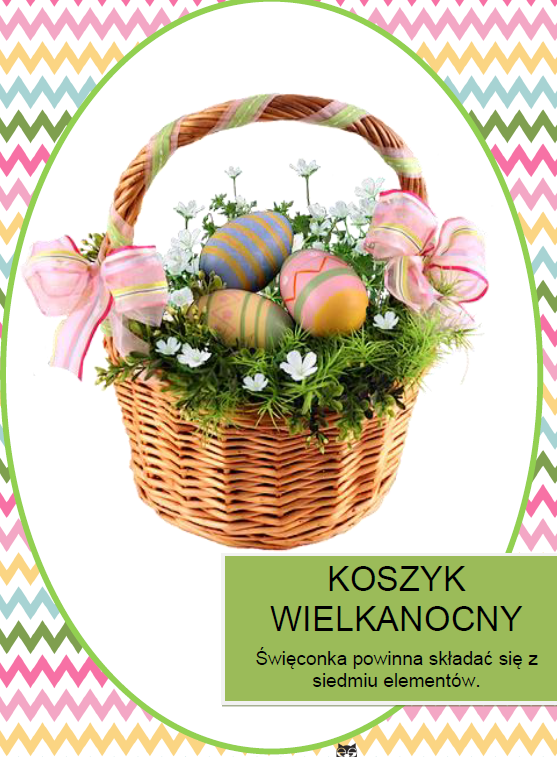 KOSZYK
WIELKANOCNY
Święconka powinna składać się z
siedmiu elementów.